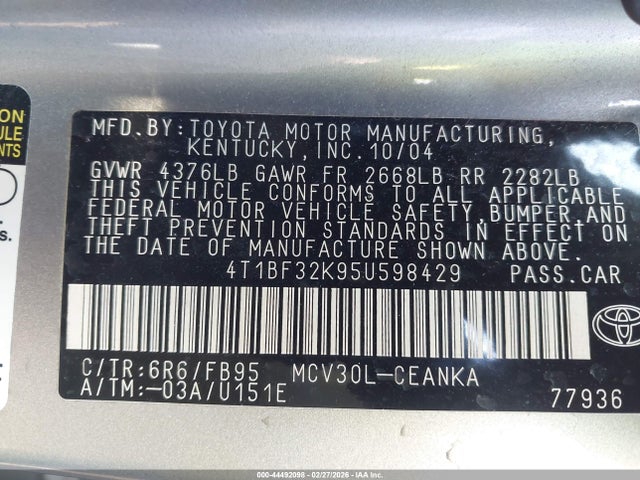 ION
ULE
NTS
s.
MFD.BY:TOYOTA MOTOR MANUFACTURING,
KENTUCKY,INC.10/04
GVWR 4376LB GAWR FR 2668LB RR 2282LB
THIS VEHICLE CONFORMS TO ALL APPLICABLE
FEDERAL MOTOR VEHICLE SAFETY,BUMPER,AND
THEFT PREVENTION STANDARDS IN EFFECT ON
THE DATE OF MANUFACTURE SHOWN ABOVE.
4T1BF32K95U598429 PASS.CAR
C/TR:6R6/FB95 MCV30L-CEANKA
A/TM:-03A/U151E 77936
000-44492098 - 02/27/2026 - IAA Inc.